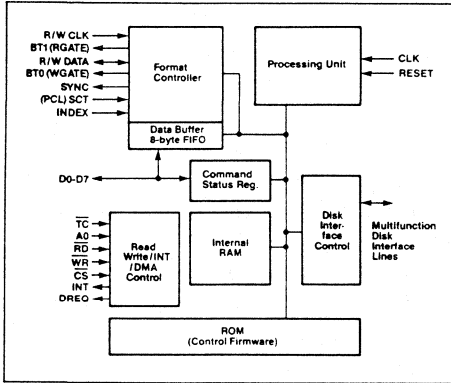 R/W CLK
BT1 (RGATE)
R/W DATA
BT0 (WGATE)
SYNC
(PCL) SCT
INDEX
Format
Controller
Data Buffer
8-byte FIFO
Processing Unit
CLK
RESET
D0-D7
Command
Status Reg.
TC
A0
RD
WR
CS
INT
DREQ
Read
Write/INT
/DMA
Control
Internal
RAM
Disk
Inter-
face
Control
Multifunction
Disk
Interface
Lines
ROM
(Control Firmware)